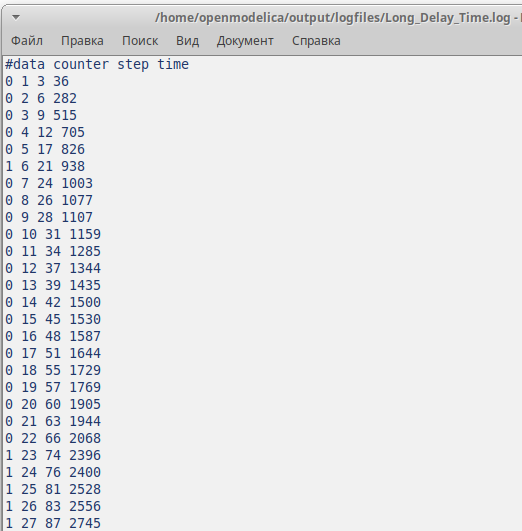 /home/openmodelica/output/logfiles/Long_Delay_Time.log -
Файл Правка Поиск Вид Документ Справка
#data counter step time
0 1 3 36
0 2 6 282
0 3 9 515
0 4 12 705
0 5 17 826
1 6 21 938
0 7 24 1003
0 8 26 1077
0 9 28 1107
0 10 31 1159
0 11 34 1285
0 12 37 1344
0 13 39 1435
0 14 42 1500
0 15 45 1530
0 16 48 1587
0 17 51 1644
0 18 55 1729
0 19 57 1769
0 20 60 1905
0 21 63 1944
0 22 66 2068
1 23 74 2396
1 24 76 2400
1 25 81 2528
1 26 83 2556
1 27 87 2745